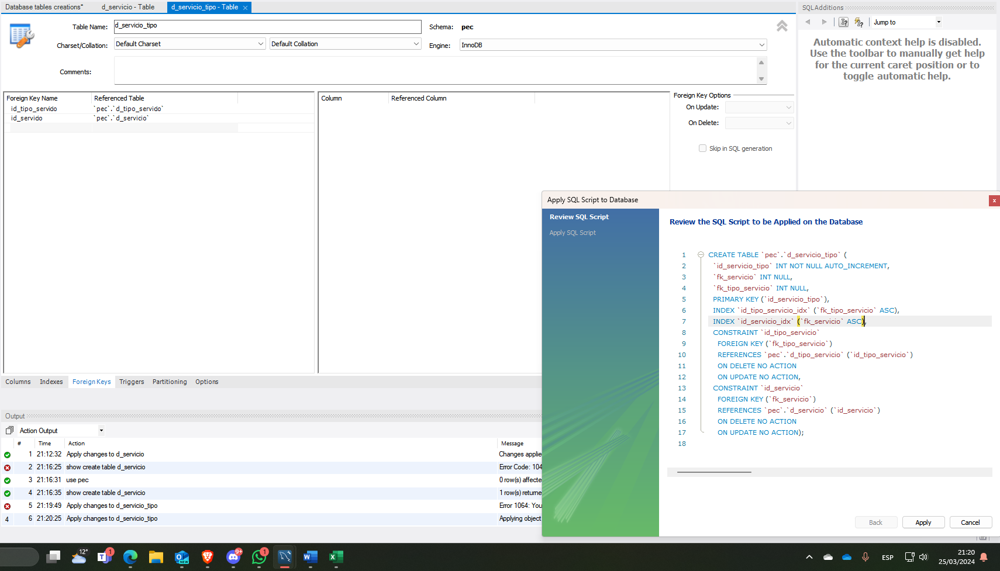 Database tables creations*
d_servicio - Table
d_servicio_tipo - Table
Table Name:
d_servicio_tipo
Schema:
pec
Charset/Collation:
Default Charset
Default Collation
Engine:
InnoDB
Comments:
SQLAdditions
Jump to
Automatic context help is disabled.
Use the toolbar to manually get help
for the current caret position or to
toggle automatic help.
Foreign Key Name
Referenced Table
id_tipo_servicio
`pec`.`d_tipo_servicio`
id_servicio
`pec`.`d_servicio`
Column
Referenced Column
Foreign Key Options
On Update:
On Delete:
Skip in SQL generation
Columns
Indexes
Foreign Keys
Triggers
Partitioning
Options
Output
Action Output
# Time Action Message
1 21:12:32 Apply changes to d_servicio Changes applie
2 21:16:25 show create table d_servicio Error Code: 104
3 21:16:31 use pec 0 row(s) affecte
4 21:16:35 show create table d_servicio 1 row(s) returne
5 21:19:49 Apply changes to d_servicio_tipo Error 1064: You
4 6 21:20:25 Apply changes to d_servicio_tipo Applying object
Apply SQL Script to Database
Review SQL Script
Apply SQL Script
Review the SQL Script to be Applied on the Database
1 CREATE TABLE `pec`.`d_servicio_tipo` (
2 `id_servicio_tipo` INT NOT NULL AUTO_INCREMENT,
3 `fk_servicio` INT NULL,
4 `fk_tipo_servicio` INT NULL,
5 PRIMARY KEY (`id_servicio_tipo`),
6 INDEX `id_tipo_servicio_idx` (`fk_tipo_servicio` ASC),
7 INDEX `id_servicio_idx` (`fk_servicio` ASC),
8 CONSTRAINT `id_tipo_servicio`
9 FOREIGN KEY (`fk_tipo_servicio`)
10 REFERENCES `pec`.`d_tipo_servicio` (`id_tipo_servicio`)
11 ON DELETE NO ACTION
12 ON UPDATE NO ACTION,
13 CONSTRAINT `id_servicio`
14 FOREIGN KEY (`fk_servicio`)
15 REFERENCES `pec`.`d_servicio` (`id_servicio`)
16 ON DELETE NO ACTION
17 ON UPDATE NO ACTION);
18
Back
Apply
Cancel
12°
1
NEW
9+
1
ESP
21:20
25/03/2024